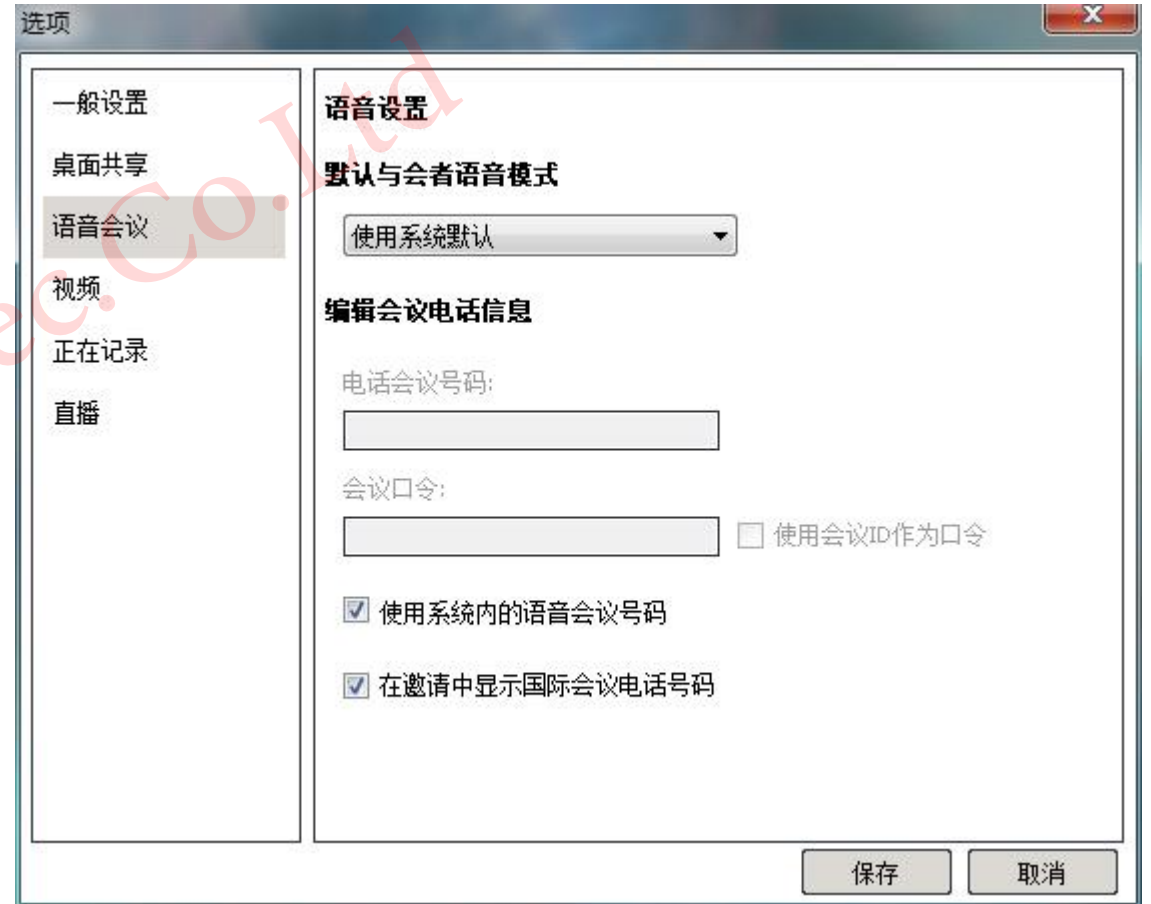 选项
X
一般设置
桌面共享
语音会议
视频
正在记录
直播
语音设置
默认与会者语音模式
使用系统默认
编辑会议电话信息
电话会议号码:
会议口令:
使用会议ID作为口令
使用系统内的语音会议号码
在邀请中显示国际会议电话号码
保存
取消
ec.Co.Ltd